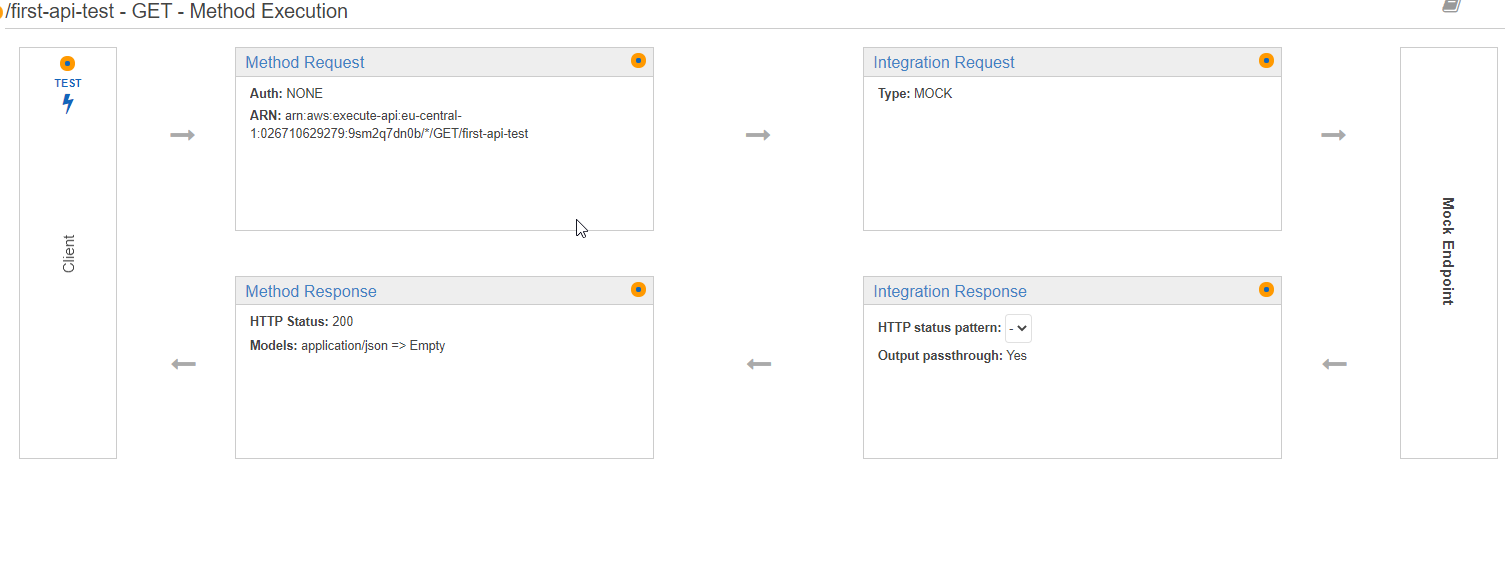 /first-api-test - GET - Method Execution
TEST
Client
Method Request
Auth: NONE
ARN: arn:aws:execute-api:eu-central-
1:026710629279:9sm2q7dn0b/*/GET/first-api-test
Integration Request
Type: MOCK
Mock Endpoint
Method Response
HTTP Status: 200
Models: application/json => Empty
Integration Response
HTTP status pattern: -
Output passthrough: Yes